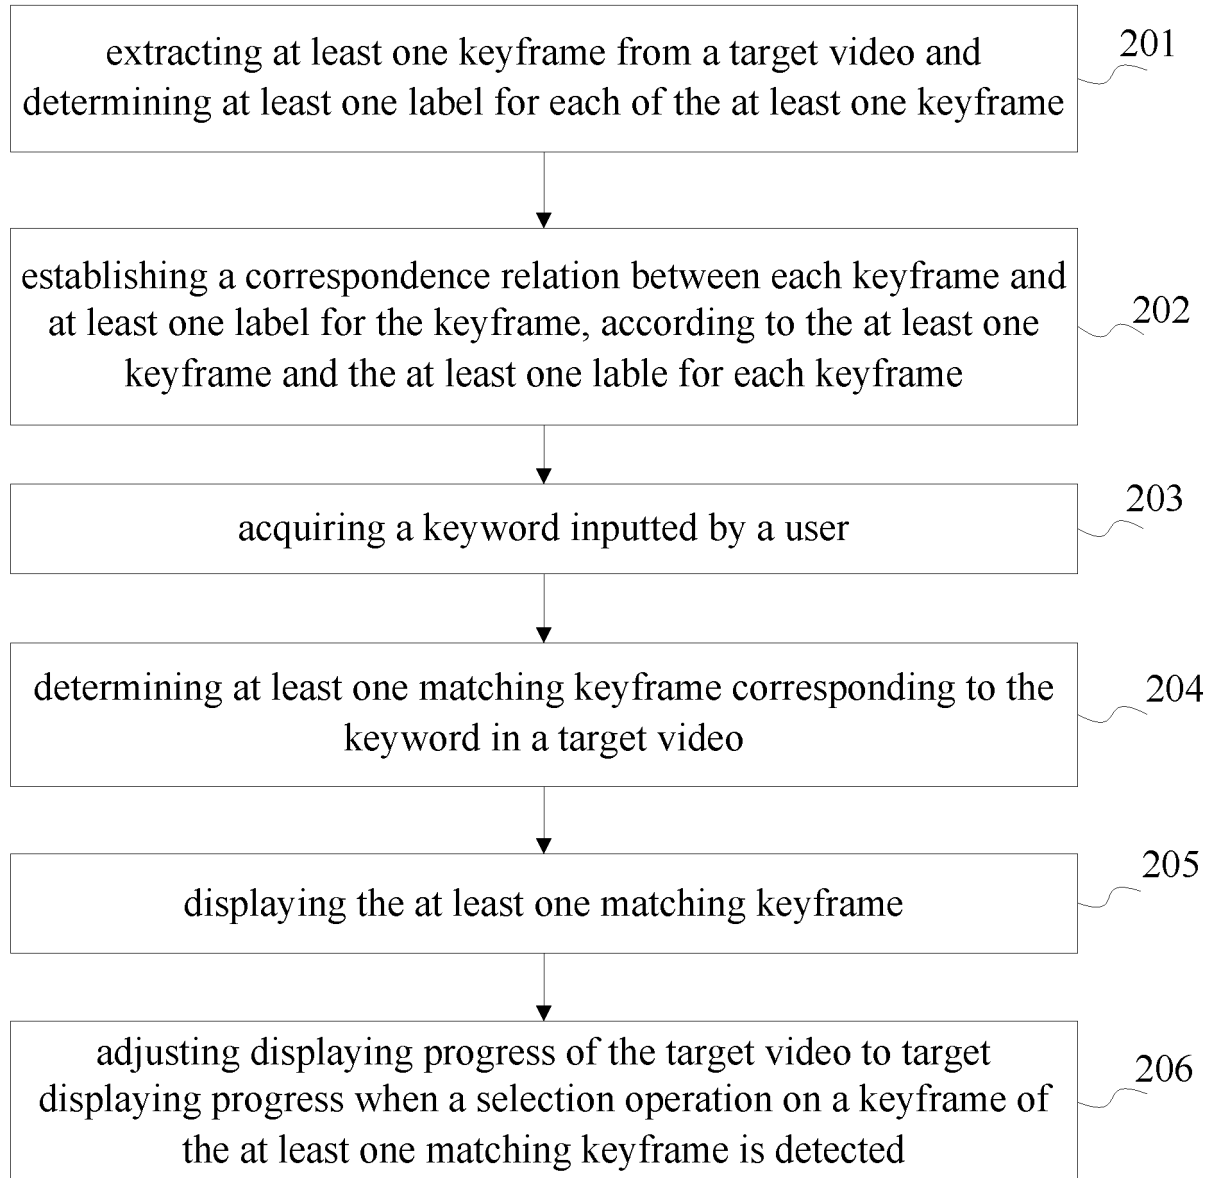 extracting at least one keyframe from a target video and
determining at least one label for each of the at least one keyframe
201
establishing a correspondence relation between each keyframe and
at least one label for the keyframe, according to the at least one
keyframe and the at least one lable for each keyframe
202
acquiring a keyword inputted by a user
203
determining at least one matching keyframe corresponding to the
keyword in a target video
204
displaying the at least one matching keyframe
205
adjusting displaying progress of the target video to target
displaying progress when a selection operation on a keyframe of
the at least one matching keyframe is detected
206